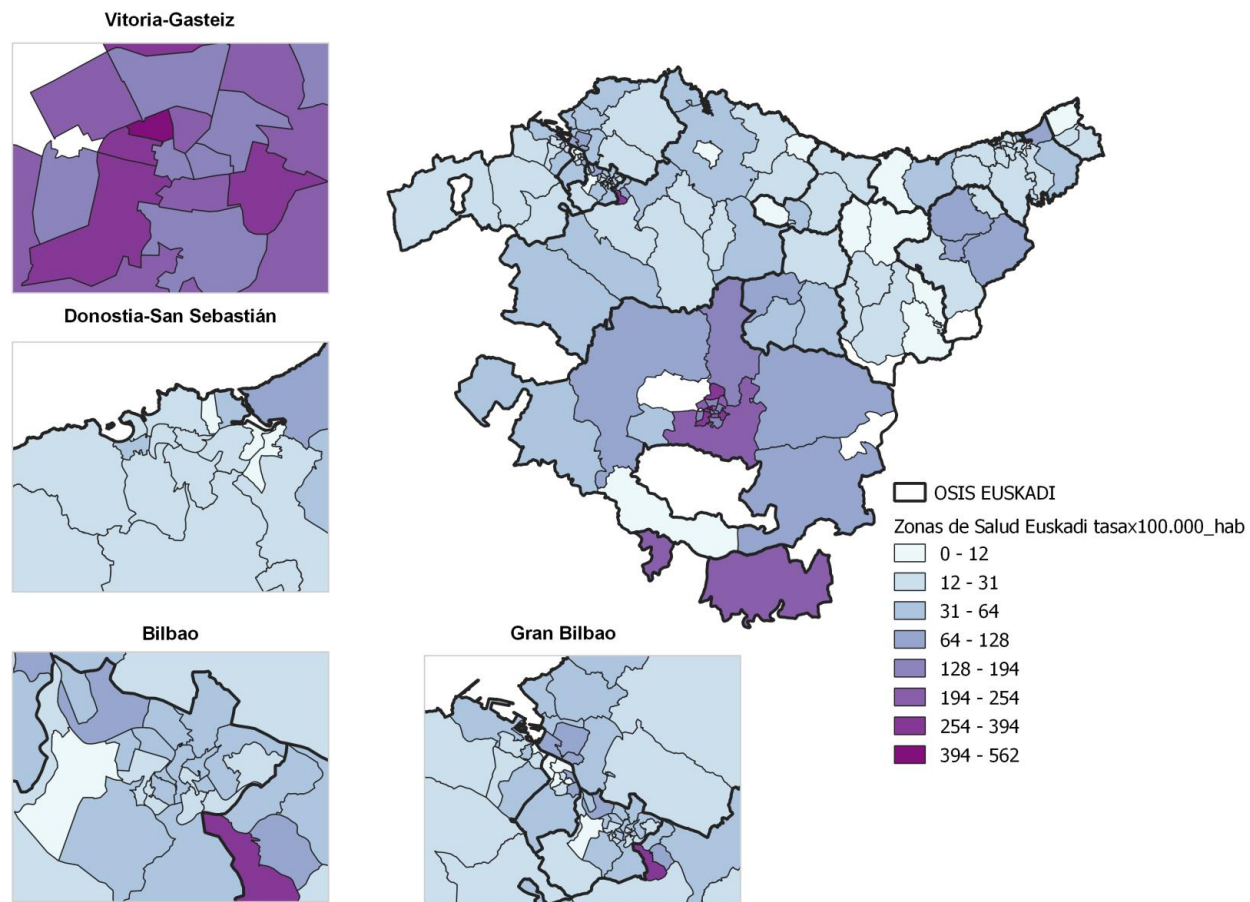 Vitoria-Gasteiz
Donostia-San Sebastián
Bilbao
Gran Bilbao
OSIS EUSKADI
Zonas de Salud Euskadi tasax100.000_hab
0 - 12
12 - 31
31 - 64
64 - 128
128 - 194
194 - 254
254 - 394
394 - 562